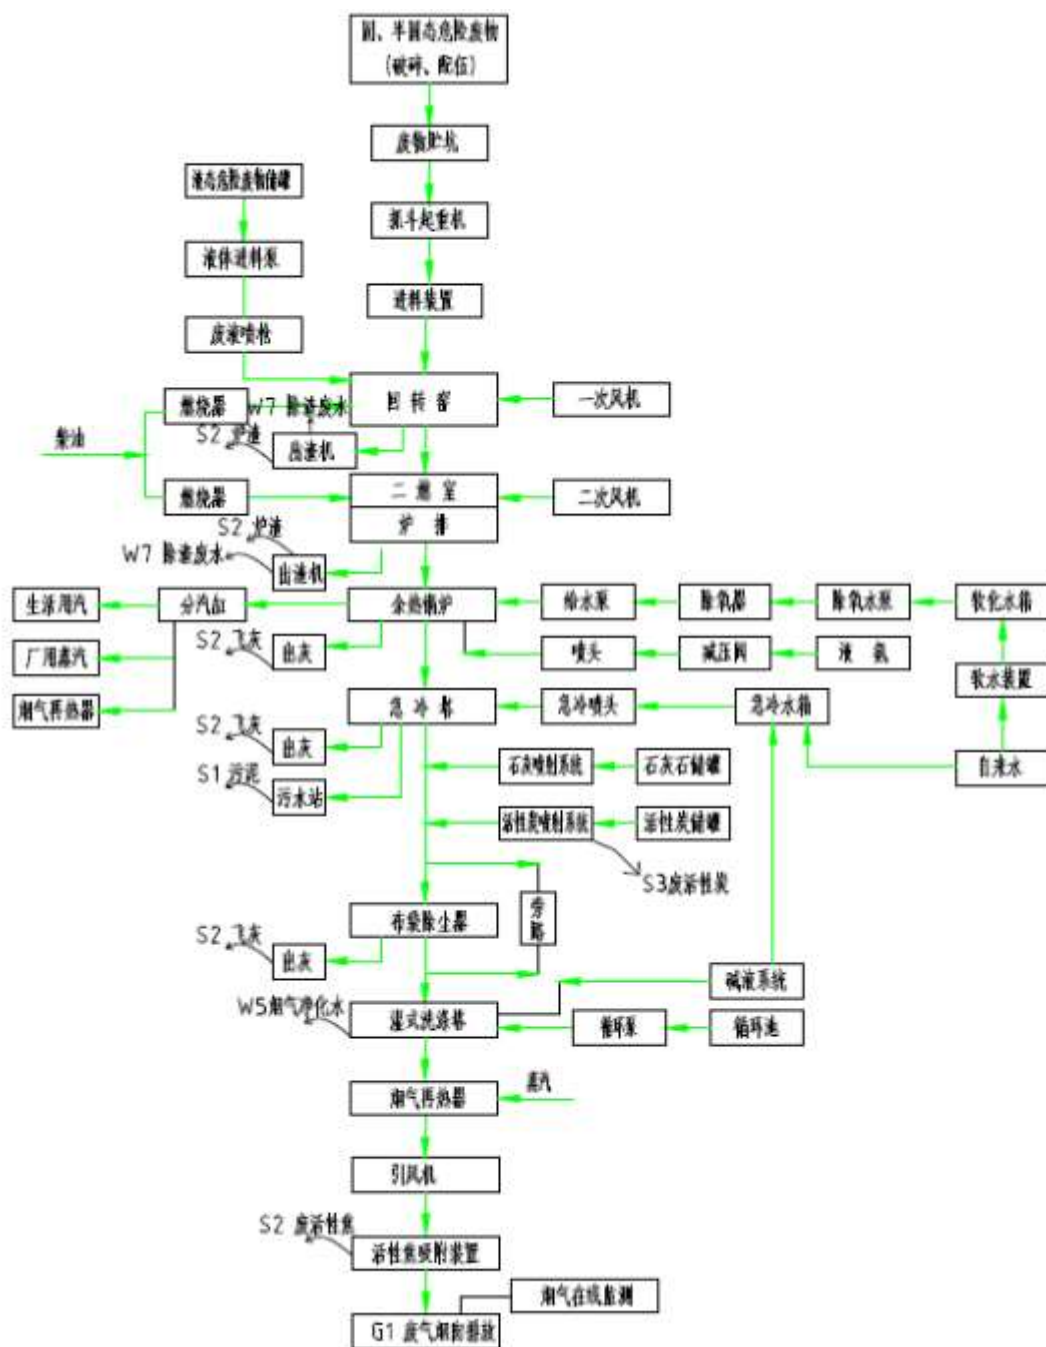 固、半固态危险废物
(破碎、配伍)
废物贮坑
液态危险废物储罐
抓斗起重机
液体进料泵
进料装置
废液喷枪
回转窑
一次风机
燃烧器
W7 除渣废水
S2 炉渣
柴油
出渣机
二燃室
二次风机
燃烧器
炉排
S2 炉渣
W7 除渣废水
出渣机
生活用汽
分汽缸
余热锅炉
给水泵
除氧器
除氧水泵
软化水箱
S2 飞灰
出灰
厂用蒸汽
喷头
减压阀
液氨
软水装置
烟气再热器
急冷塔
急冷喷头
急冷水箱
S2 飞灰
出灰
石灰喷射系统
石灰石储罐
自来水
S1 污泥
污水站
活性炭喷射系统
活性炭储罐
S3废活性炭
布袋除尘器
旁路
S2 飞灰
出灰
碱液系统
W5烟气净化水
湿式洗涤塔
循环泵
循环池
烟气再热器
蒸汽
引风机
S2 废活性焦
活性焦吸附装置
烟气在线监测
G1 废气烟囱排放